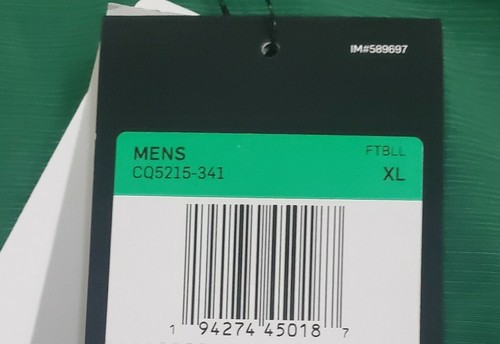 IM#589697
MENS FTBLL
CQ5215-341 XL
1 94274 45018 7